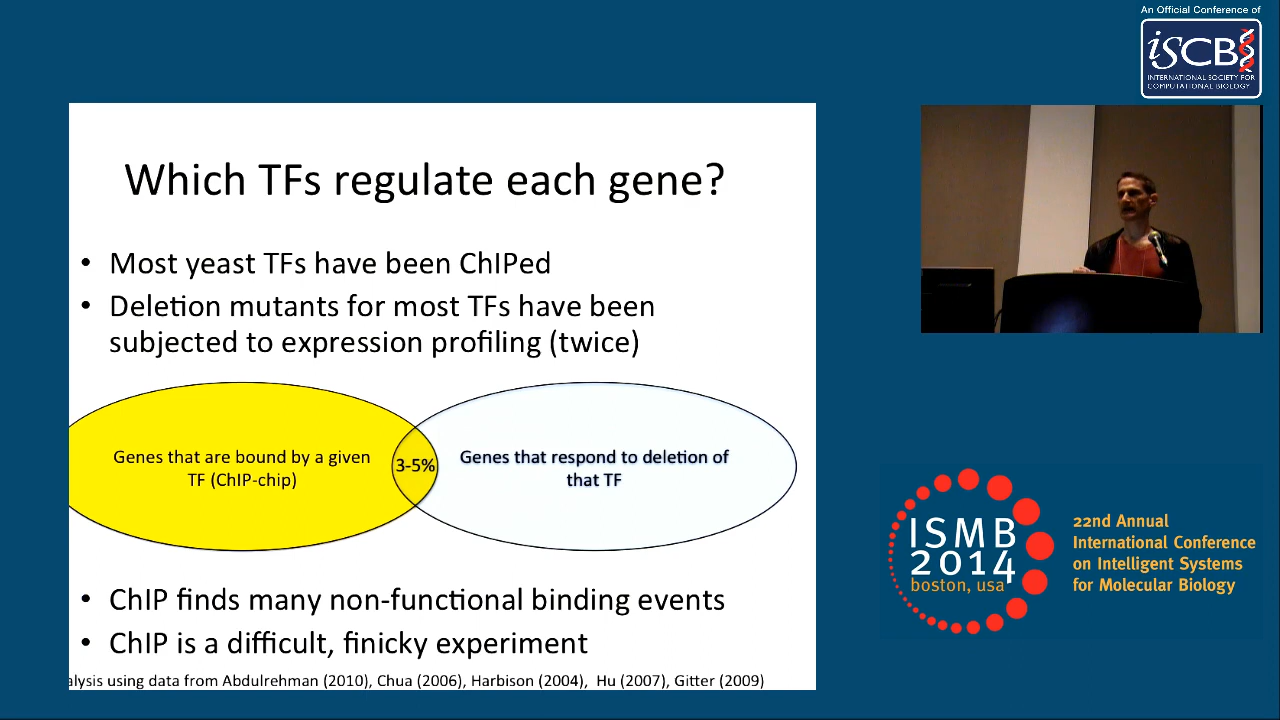 An Official Conference of
iSCB
INTERNATIONAL SOCIETY FOR
COMPUTATIONAL BIOLOGY
Which TFs regulate each gene?
• Most yeast TFs have been ChIPed
• Deletion mutants for most TFs have been
subjected to expression profiling (twice)
Genes that are bound by a given
TF (ChIP-chip)
3-5%
Genes that respond to deletion of
that TF
• ChIP finds many non-functional binding events
• ChIP is a difficult, finicky experiment
alysis using data from Abdulrehman (2010), Chua (2006), Harbison (2004), Hu (2007), Gitter (2009)
ISMB
2014
boston, usa
22nd Annual
International Conference
on Intelligent Systems
for Molecular Biology